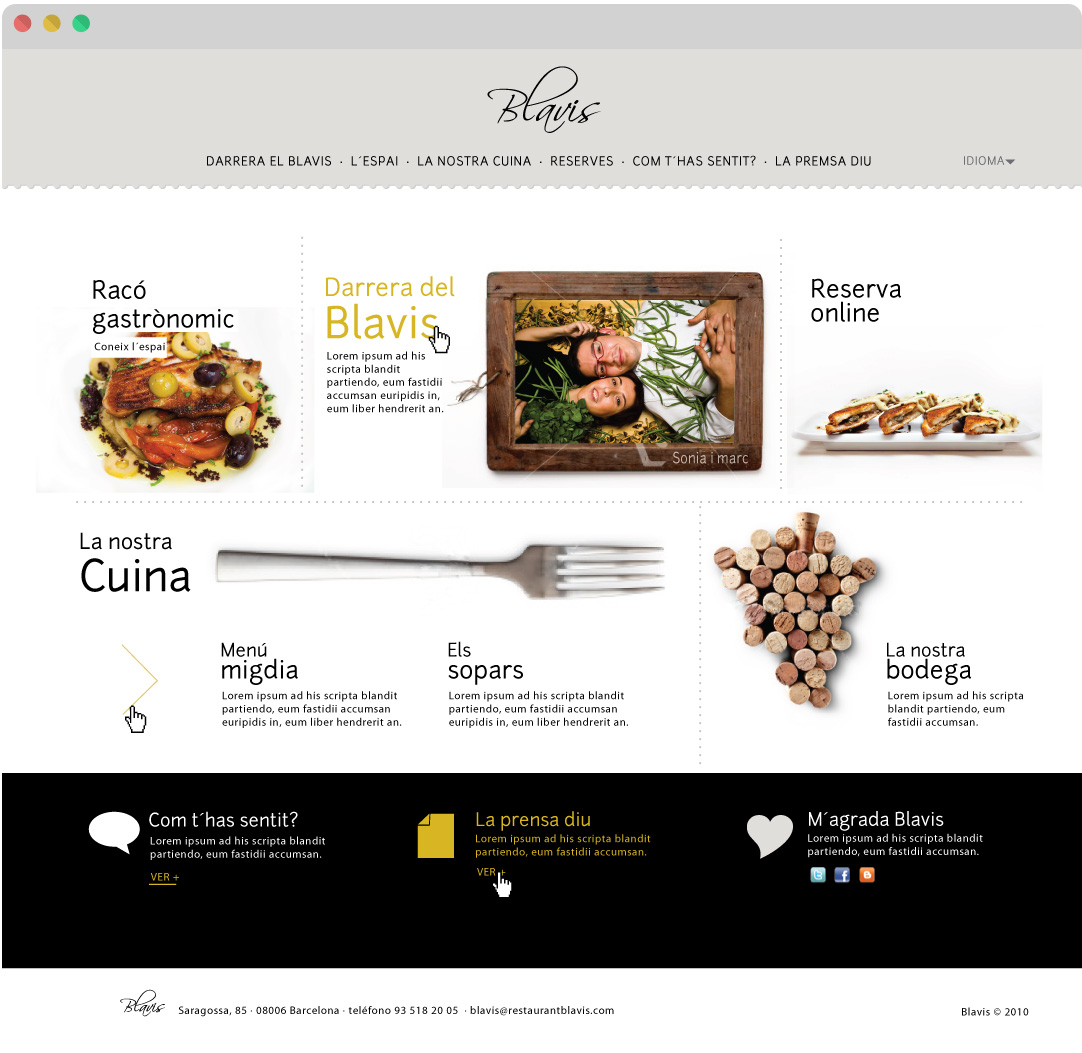 Blavis
DARRERA EL BLAVIS · L´ESPAI · LA NOSTRA CUINA · RESERVES · COM T´HAS SENTIT? · LA PREMSA DIU
IDIOMA
Racó
gastrònomic
Coneix l´espai
Darrera del
Blavis
Lorem ipsum ad his
scripta blandit
partiendo, eum fastidii
accumsan euripidis in,
eum liber hendrerit an.
Sonia i marc
Reserva
online
La nostra
Cuina
Menú
migdia
Lorem ipsum ad his scripta blandit
partiendo, eum fastidii accumsan
euripidis in, eum liber hendrerit an.
Els
sopars
Lorem ipsum ad his scripta blandit
partiendo, eum fastidii accumsan
euripidis in, eum liber hendrerit an.
La nostra
bodega
Lorem ipsum ad his scripta
blandit partiendo, eum
fastidii accumsan.
Com t´has sentit?
Lorem ipsum ad his scripta blandit
partiendo, eum fastidii accumsan.
VER +
La prensa diu
Lorem ipsum ad his scripta blandit
partiendo, eum fastidii accumsan.
VER +
M´agrada Blavis
Lorem ipsum ad his scripta blandit
partiendo, eum fastidii accumsan.
Blavis
Saragossa, 85 · 08006 Barcelona · teléfono 93 518 20 05 · blavis@restaurantblavis.com
Blavis © 2010